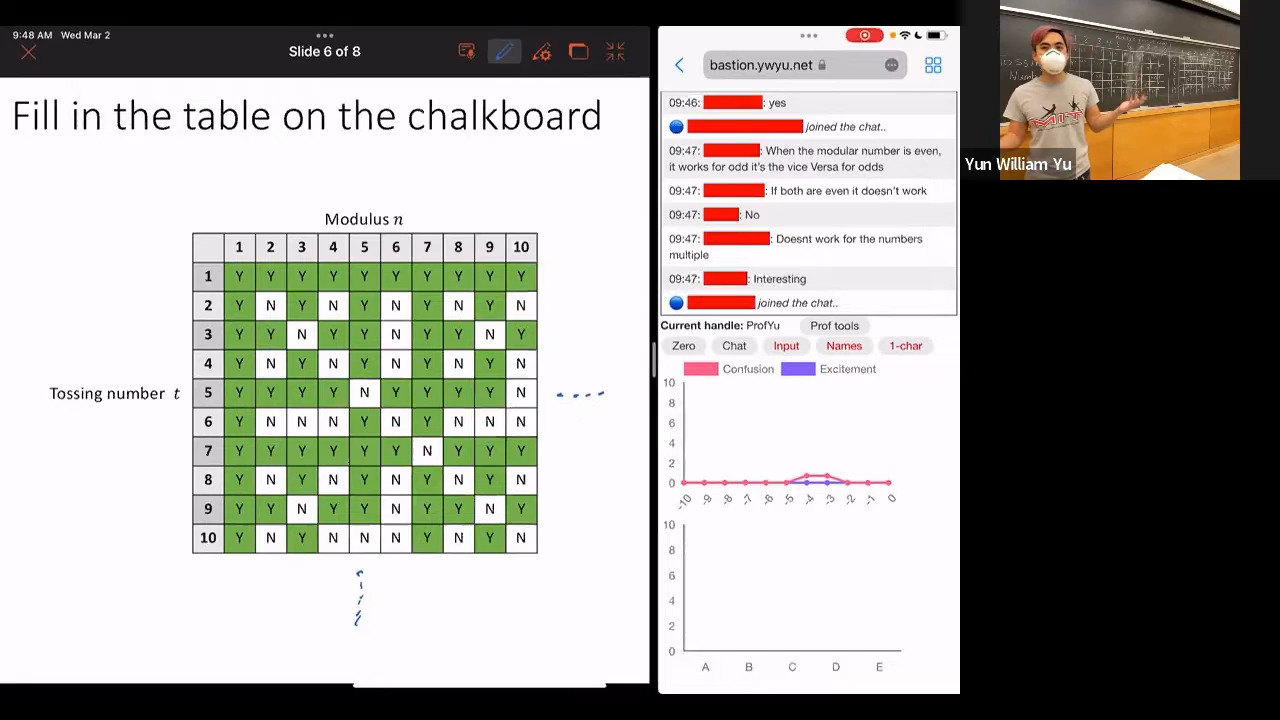 9:48 AM Wed Mar 2
Slide 6 of 8
Fill in the table on the chalkboard
Modulus n
1 2 3 4 5 6 7 8 9 10
1 Y Y Y Y Y Y Y Y Y Y
2 Y N Y N Y N Y N Y N
3 Y Y N Y Y N Y Y N Y
4 Y N Y N Y N Y N Y N
Tossing number t
5 Y Y Y Y N Y Y Y Y N
6 Y N N N Y N Y N N N
7 Y Y Y Y Y Y N Y Y Y
8 Y N Y N Y N Y N Y N
9 Y Y N Y Y N Y Y N Y
10 Y N Y N N N Y N Y N
bastion.ywyu.net
09:46: : yes
joined the chat..
09:47: : When the modular number is even,
it works for odd it's the vice Versa for odds
09:47: : If both are even it doesn't work
09:47: : No
09:47: : Doesnt work for the numbers
multiple
09:47: : Interesting
joined the chat..
Current handle: ProfYu Prof tools
Zero Chat Input Names 1-char
Confusion Excitement
10
8
6
4
2
0
-10 -9 -8 -7 -6 -5 -4 -3 -2 -1 0
10
8
6
4
2
0
A B C D E
MIT
Yun William Yu